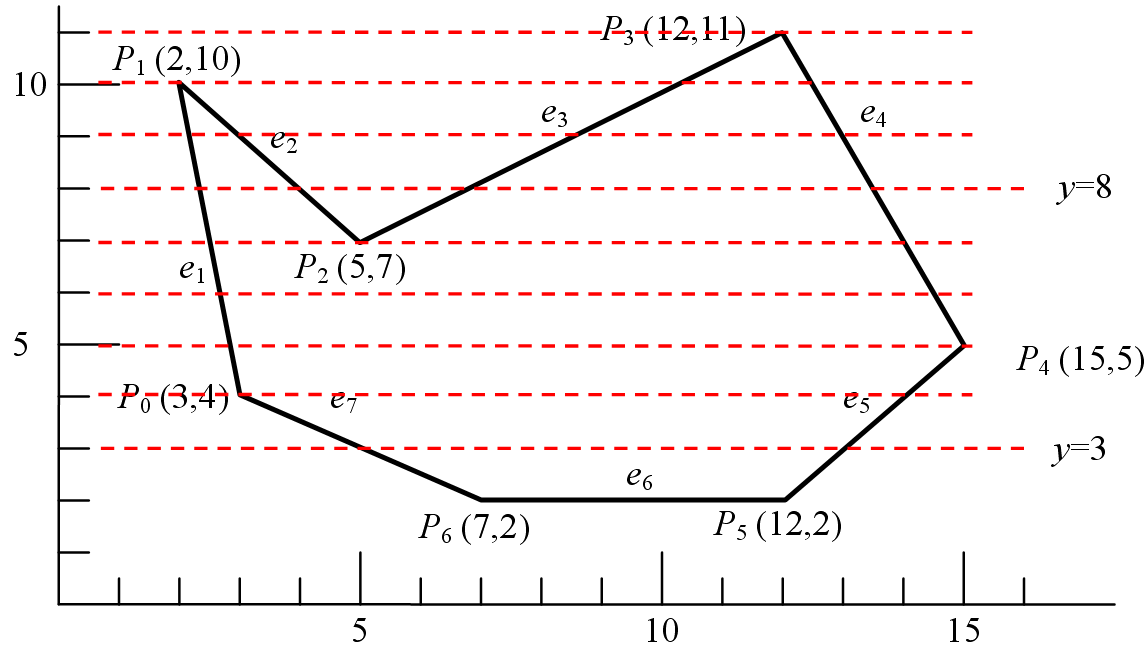 P3 (12,11)
P1 (2,10)
10
e3
e4
e2
y=8
e1
P2 (5,7)
5
P4 (15,5)
P0 (3,4)
e7
e5
y=3
e6
P6 (7,2)
P5 (12,2)
5
10
15